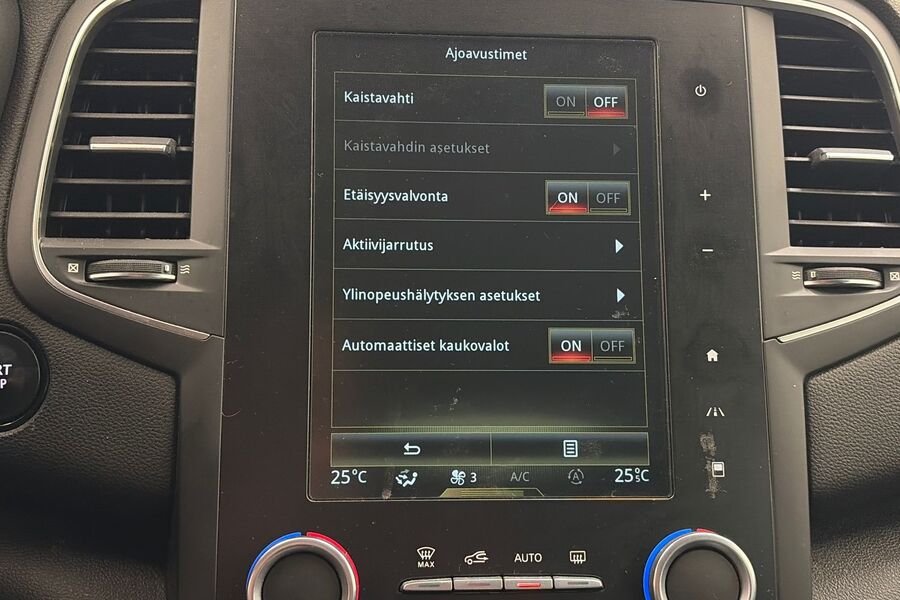 Ajoavustimet
Kaistavahti ON OFF
Kaistavahdin asetukset
Etäisyysvalvonta ON OFF
Aktiivijarrutus
Ylinopeushälytyksen asetukset
Automaattiset kaukovalot ON OFF
25°C 3 A/C A 25°C
MAX AUTO